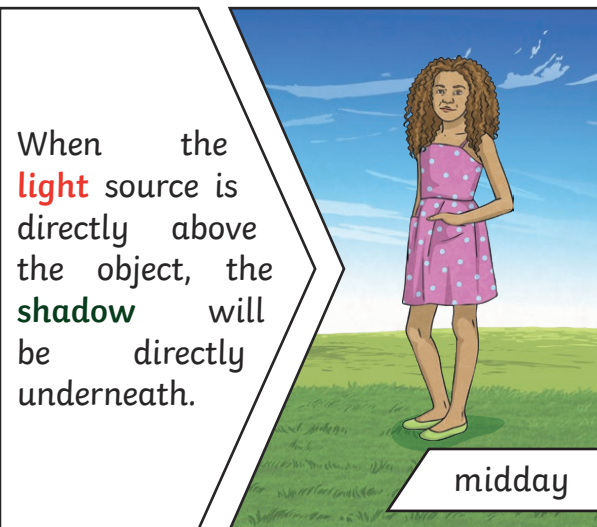 When the
light source is
directly above
the object, the
shadow will
be directly
underneath.
midday